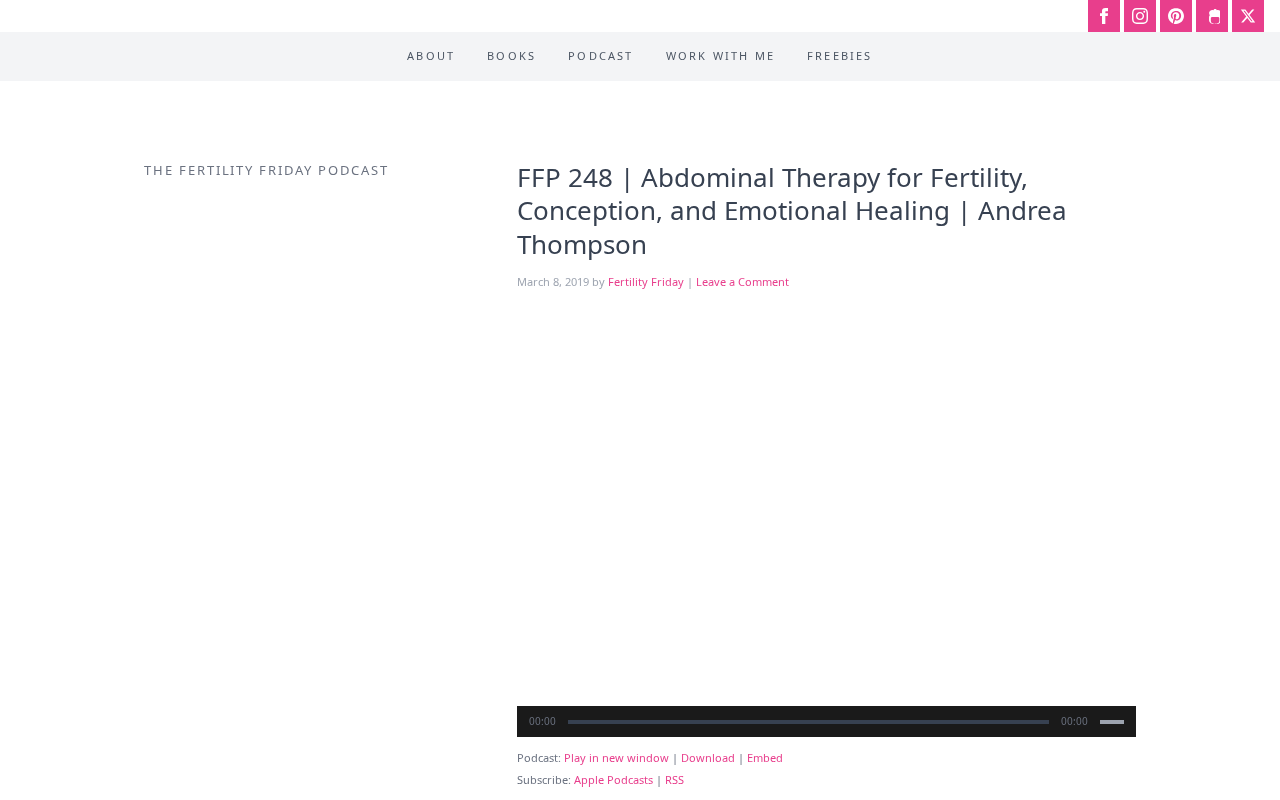 ABOUT BOOKS PODCAST WORK WITH ME FREEBIES
THE FERTILITY FRIDAY PODCAST
FFP 248 | Abdominal Therapy for Fertility,
Conception, and Emotional Healing | Andrea
Thompson
March 8, 2019 by Fertility Friday | Leave a Comment
00:00 00:00
Podcast: Play in new window | Download | Embed
Subscribe: Apple Podcasts | RSS